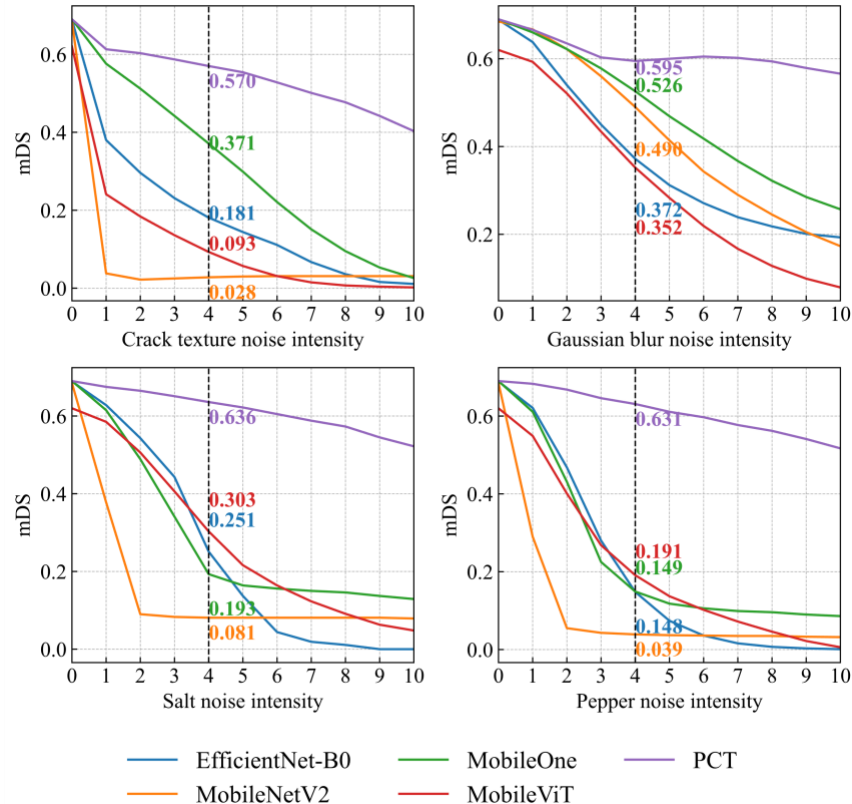 mDS
0.6
0.4
0.2
0.0
0.570
0.371
0.181
0.093
0.028
0 1 2 3 4 5 6 7 8 9 10
Crack texture noise intensity
mDS
0.6
0.4
0.2
0.595
0.526
0.490
0.372
0.352
0 1 2 3 4 5 6 7 8 9 10
Gaussian blur noise intensity
mDS
0.6
0.4
0.2
0.0
0.636
0.303
0.251
0.193
0.081
0 1 2 3 4 5 6 7 8 9 10
Salt noise intensity
mDS
0.6
0.4
0.2
0.0
0.631
0.191
0.149
0.148
0.039
0 1 2 3 4 5 6 7 8 9 10
Pepper noise intensity
EfficientNet-B0 MobileOne PCT
MobileNetV2 MobileViT